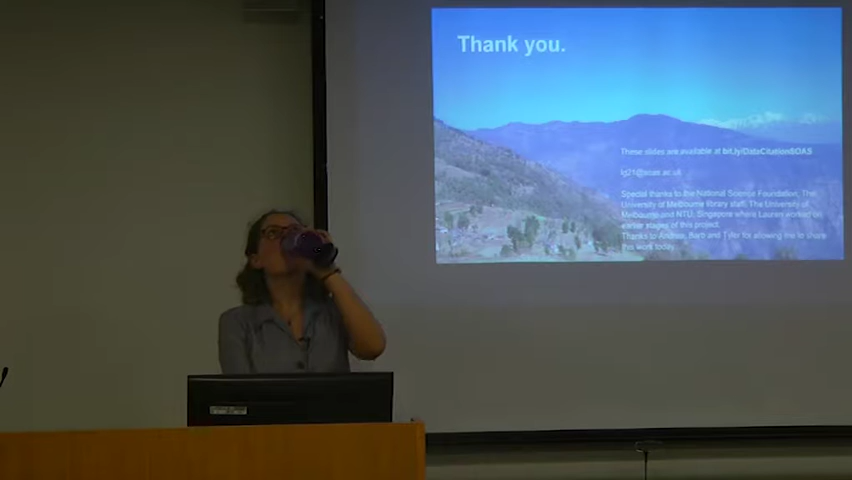 Thank you.
These slides are available at bit.ly/DataCitationSOAS
lg21@soas.ac.uk
Special thanks to the National Science Foundation, The
University of Melbourne library staff, The University of
Melbourne and NTU, Singapore where Lauren worked on
earlier stages of this project.
Thanks to Andrea, Barb and Tyler for allowing me to share
this work today.